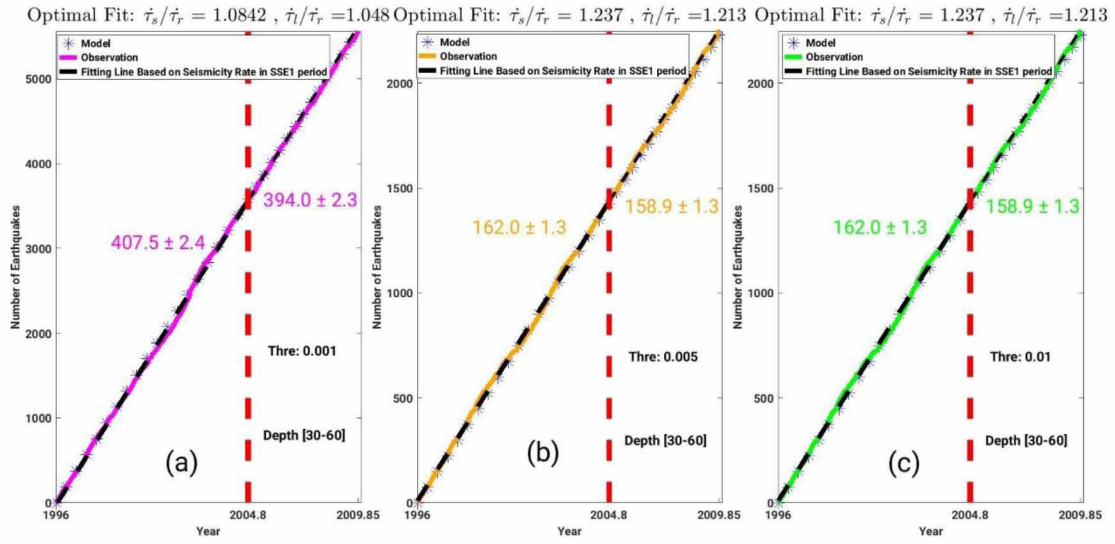 Optimal Fit: τ̇ₛ/τ̇ᵣ = 1.0842 , τ̇ₗ/τ̇ᵣ =1.048
Model
Observation
Fitting Line Based on Seismicity Rate in SSE1 period
Number of Earthquakes
5000
4000
3000
2000
1000
0
394.0 ± 2.3
407.5 ± 2.4
Thre: 0.001
Depth [30-60]
(a)
1996
2004.8
2009.85
Year
Optimal Fit: τ̇ₛ/τ̇ᵣ = 1.237 , τ̇ₗ/τ̇ᵣ =1.213
Model
Observation
Fitting Line Based on Seismicity Rate in SSE1 period
Number of Earthquakes
2000
1500
1000
500
0
158.9 ± 1.3
162.0 ± 1.3
Thre: 0.005
Depth [30-60]
(b)
1996
2004.8
2009.85
Year
Optimal Fit: τ̇ₛ/τ̇ᵣ = 1.237 , τ̇ₗ/τ̇ᵣ =1.213
Model
Observation
Fitting Line Based on Seismicity Rate in SSE1 period
Number of Earthquakes
2000
1500
1000
500
0
158.9 ± 1.3
162.0 ± 1.3
Thre: 0.01
Depth [30-60]
(c)
1996
2004.8
2009.85
Year